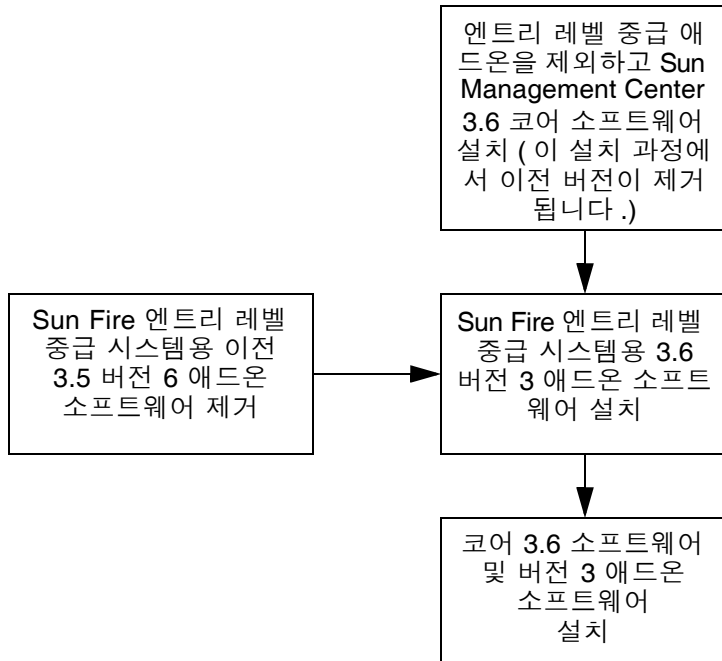 엔트리 레벨 중급 애
드온을 제외하고 Sun
Management Center
3.6 코어 소프트웨어
설치 ( 이 설치 과정에
서 이전 버전이 제거
됩니다 .)
Sun Fire 엔트리 레벨
중급 시스템용 이전
3.5 버전 6 애드온
소프트웨어 제거
Sun Fire 엔트리 레벨
중급 시스템용 3.6
버전 3 애드온 소프트
웨어 설치
코어 3.6 소프트웨어
및 버전 3 애드온
소프트웨어
설치